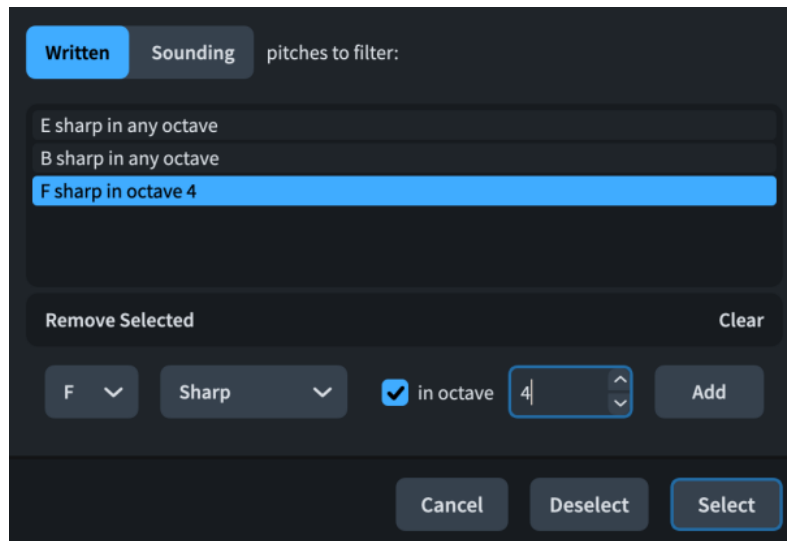 Written Sounding pitches to filter:
E sharp in any octave
B sharp in any octave
F sharp in octave 4
Remove Selected Clear
F Sharp in octave 4 Add
Cancel Deselect Select